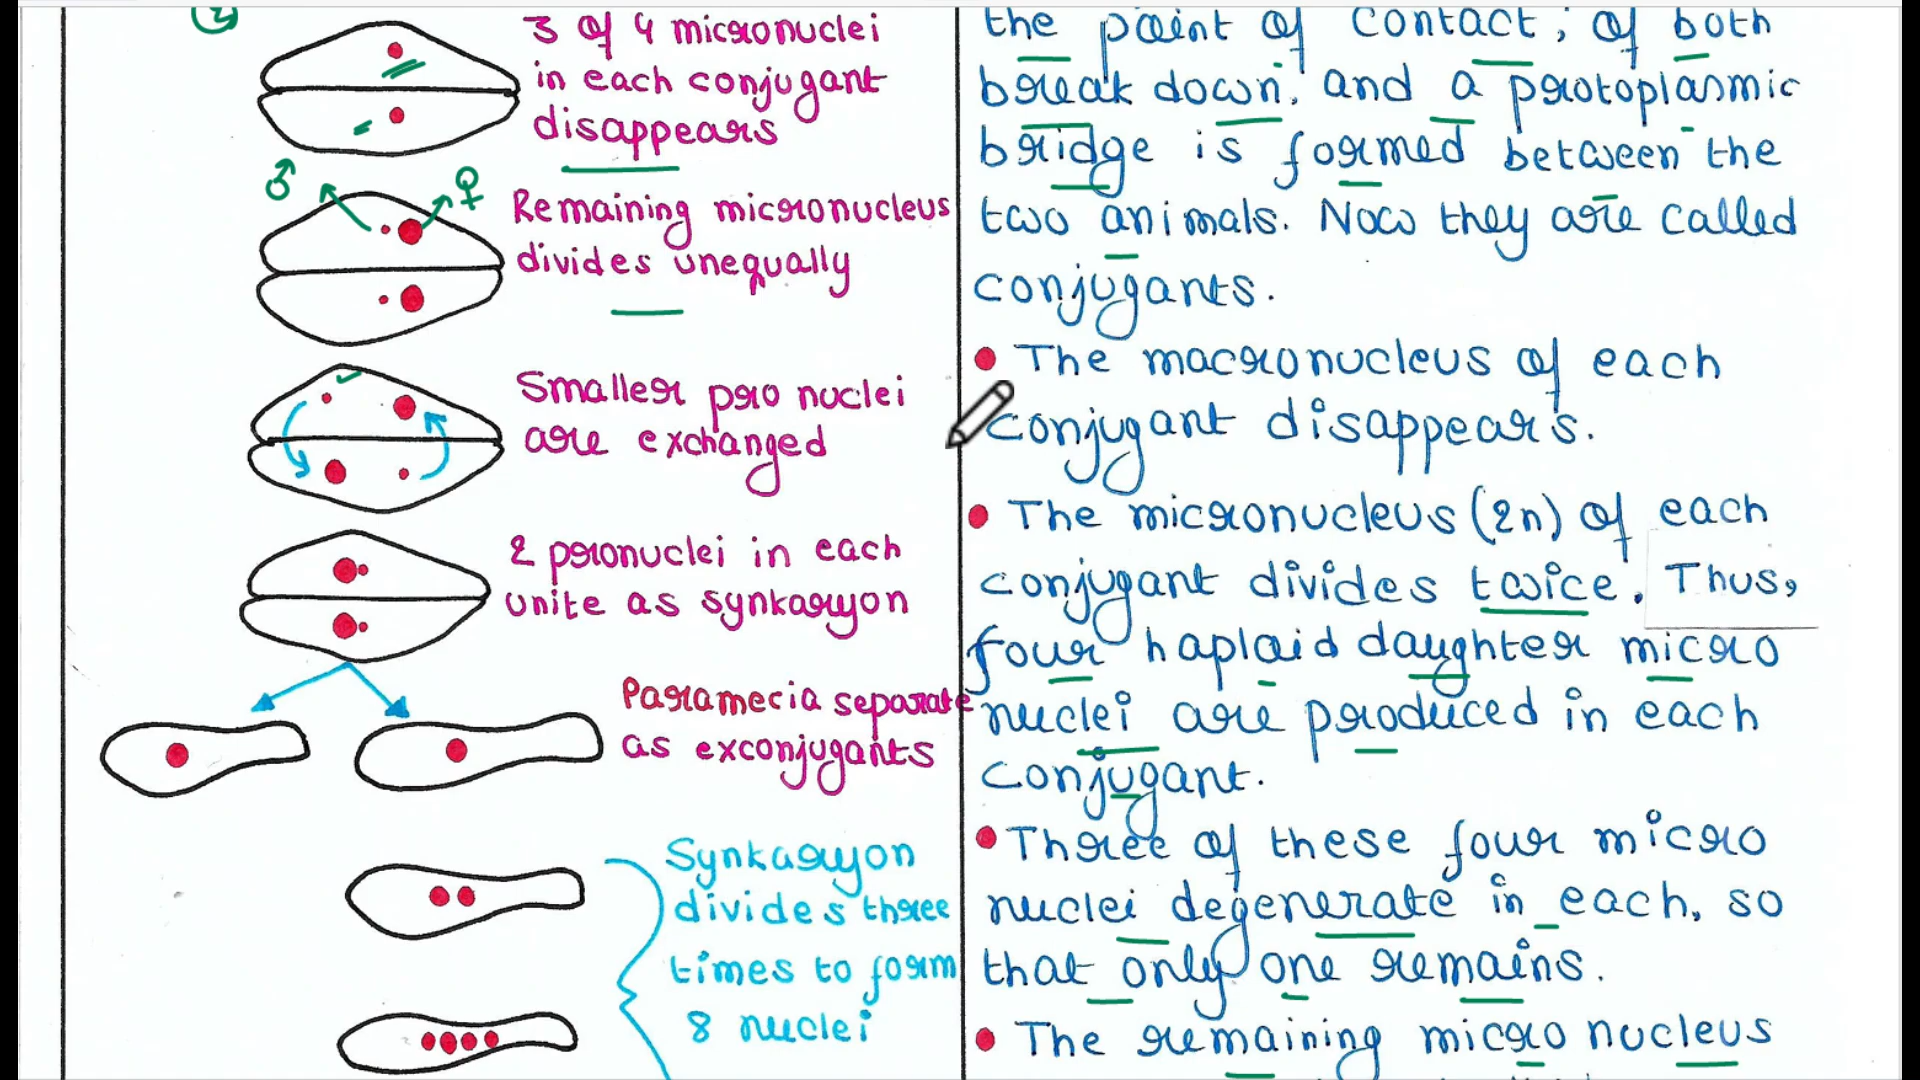 2
3 of 4 micronuclei
in each conjugant
disappears
♂
♀
Remaining micronucleus
divides unequally
Smaller pro nuclei
are exchanged
2 pronuclei in each
unite as synkaryon
Paramecia separate
as exconjugants
Synkaryon
divides three
times to form
8 nuclei
the point of contact, of both
break down, and a protoplasmic
bridge is formed between the
two animals. Now they are called
conjugants.
The macronucleus of each
conjugant disappears.
The micronucleus (2n) of each
conjugant divides twice. Thus,
four haploid daughter micro
nuclei are produced in each
conjugant.
Three of these four micro
nuclei degenerate in each, so
that only one remains.
The remaining micro nucleus